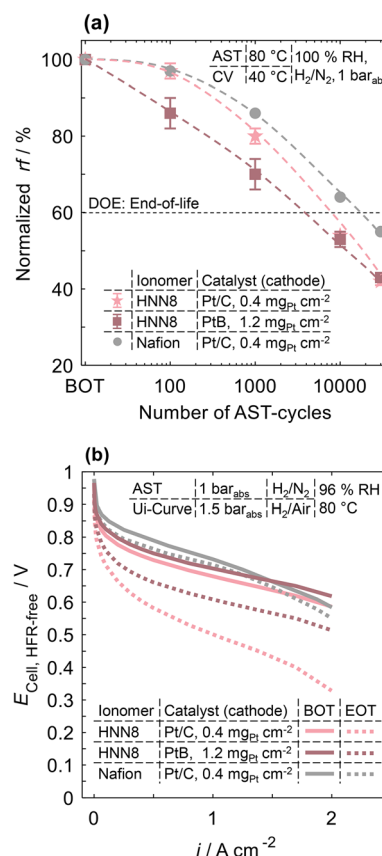 (a)
AST 80 °C 100 % RH,
CV 40 °C H2/N2, 1 barab
Normalized rf / %
100
80
60
40
20
DOE: End-of-life
Ionomer Catalyst (cathode)
HNN8 Pt/C, 0.4 mgPt cm-2
HNN8 PtB, 1.2 mgPt cm-2
Nafion Pt/C, 0.4 mgPt cm-2
BOT 100 1000 10000
Number of AST-cycles
(b)
AST 1 barabs H2/N2 96 % RH
Ui-Curve 1.5 barabs H2/Air 80 °C
ECell, HFR-free / V
1
0.9
0.8
0.7
0.6
0.5
0.4
0.3
0.2
0.1
0
Ionomer Catalyst (cathode) BOT EOT
HNN8 Pt/C, 0.4 mgPt cm-2
HNN8 PtB, 1.2 mgPt cm-2
Nafion Pt/C, 0.4 mgPt cm-2
0 0.5 1 1.5 2
i / A cm-2